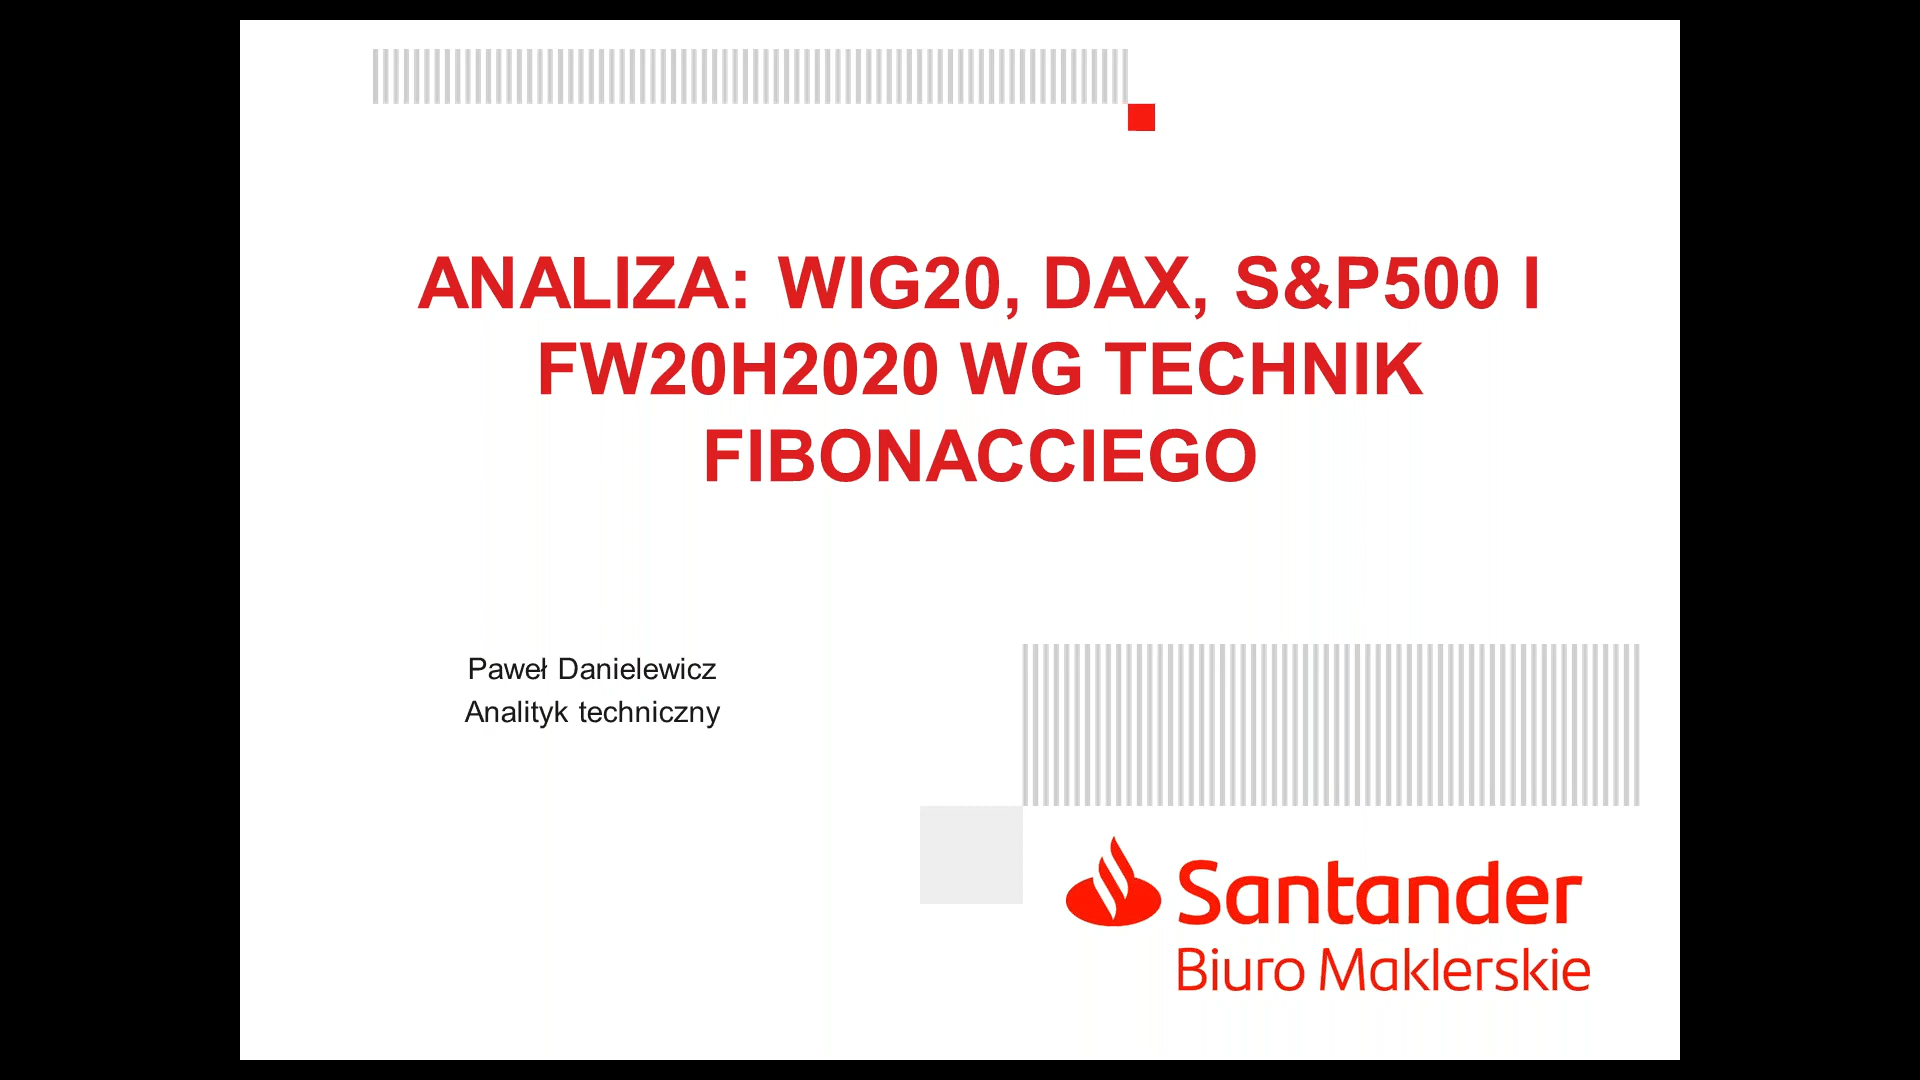 ANALIZA: WIG20, DAX, S&P500 I
FW20H2020 WG TECHNIK
FIBONACCIEGO
Paweł Danielewicz
Analityk techniczny
Santander
Biuro Maklerskie